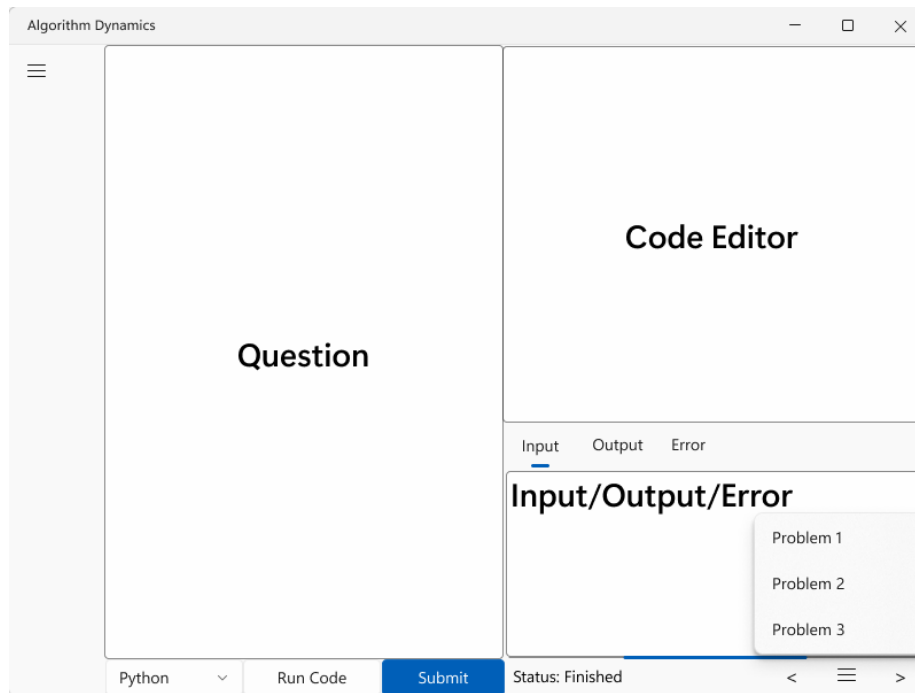 Algorithm Dynamics
Question
Code Editor
Input Output Error
Input/Output/Error
Problem 1
Problem 2
Problem 3
Python Run Code Submit Status: Finished < >